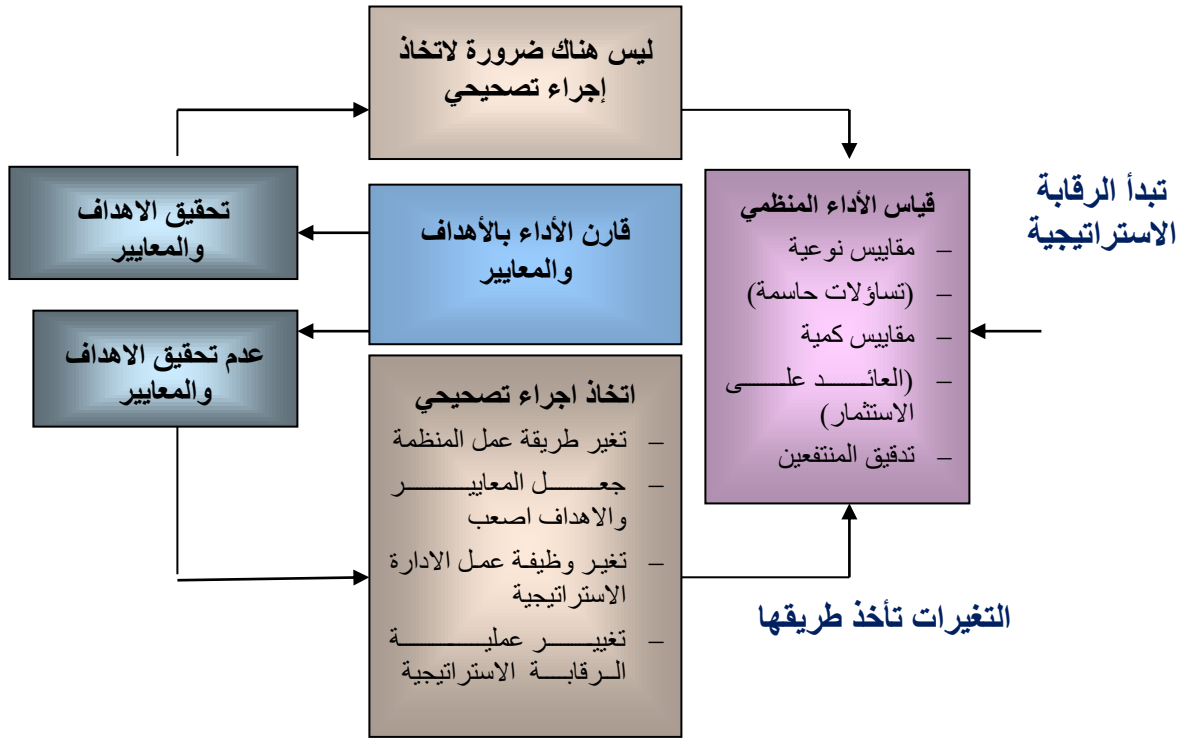 ليس هناك ضرورة لاتخاذ
إجراء تصحيحي
تبدأ الرقابة
الاستراتيجية
قياس الأداء المنظمي
– مقاييس نوعية
– (تساؤلات حاسمة)
– مقاييس كمية
– (العائد على
الاستثمار)
– تدقيق المنتفعين
قارن الأداء بالأهداف
والمعايير
تحقيق الاهداف
والمعايير
عدم تحقيق الاهداف
والمعايير
اتخاذ اجراء تصحيحي
– تغير طريقة عمل المنظمة
– جعل المعايير
والاهداف اصعب
– تغير وظيفة عمل الادارة
الاستراتيجية
– تغيير عملية
الرقابة الاستراتيجية
التغيرات تأخذ طريقها